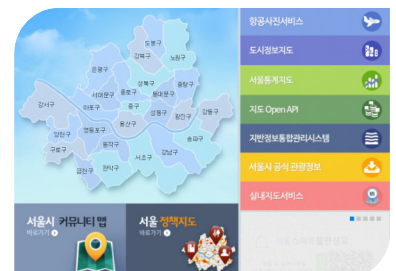 도봉구
강북구
노원구
은평구
성북구
중랑구
서대문구
종로구
동대문구
강서구
마포구
중구
성동구
광진구
강동구
양천구
영등포구
용산구
구로구
동작구
송파구
금천구
관악구
서초구
강남구
서울시 커뮤니티 맵
바로가기
서울 정책지도
바로가기
항공사진서비스
도시정보지도
서울통계지도
지도 Open API
지반정보통합관리시스템
서울시 공식 관광정보
실내지도서비스